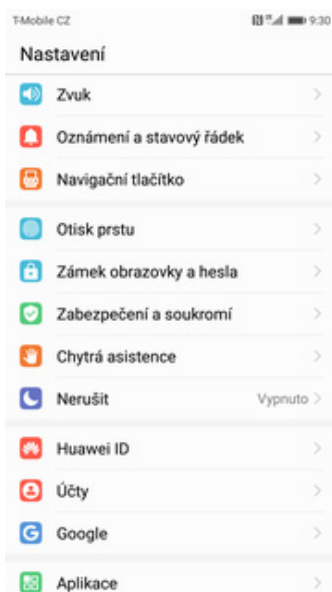 T-Mobile CZ 9:30
Nastavení
Zvuk
Oznámení a stavový řádek
Navigační tlačítko
Otisk prstu
Zámek obrazovky a hesla
Zabezpečení a soukromí
Chytrá asistence
Nerušit Vypnuto
Huawei ID
Účty
Google
Aplikace